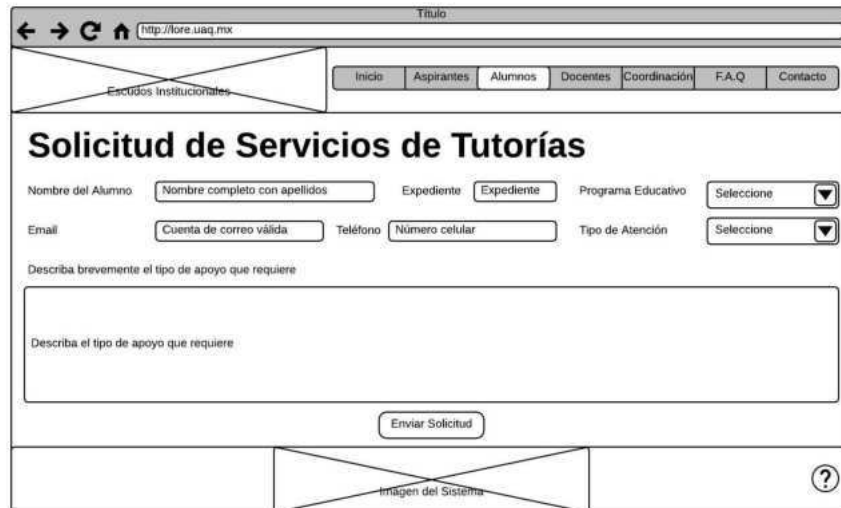 Título
http://lore.uaq.mx
Escudos Institucionales
Inicio Aspirantes Alumnos Docentes Coordinación F.A.Q Contacto
Solicitud de Servicios de Tutorías
Nombre del Alumno Nombre completo con apellidos Expediente Expediente Programa Educativo Seleccione
Email Cuenta de correo válida Teléfono Número celular Tipo de Atención Seleccione
Describa brevemente el tipo de apoyo que requiere
Describa el tipo de apoyo que requiere
Enviar Solicitud
Imagen del Sistema
?